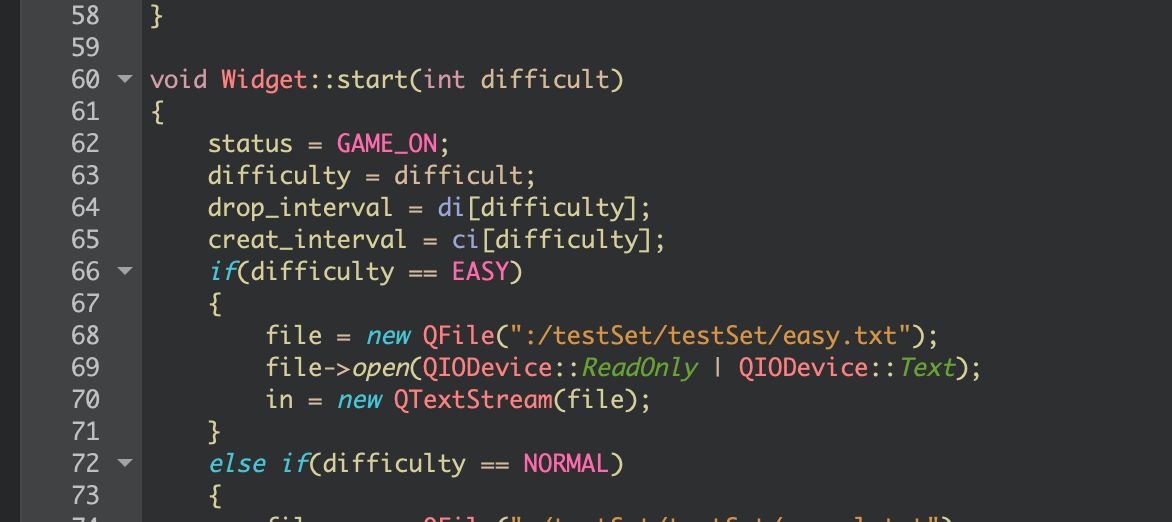 58 }
59
60 void Widget::start(int difficult)
61 {
62 status = GAME_ON;
63 difficulty = difficult;
64 drop_interval = di[difficulty];
65 creat_interval = ci[difficulty];
66 if(difficulty == EASY)
67 {
68 file = new QFile(":/testSet/testSet/easy.txt");
69 file->open(QIODevice::ReadOnly | QIODevice::Text);
70 in = new QTextStream(file);
71 }
72 else if(difficulty == NORMAL)
73 {